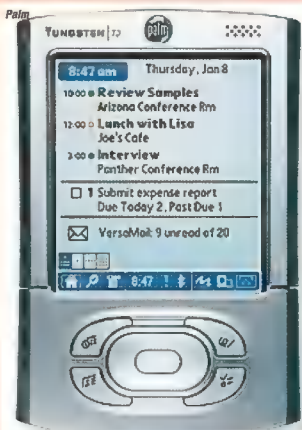 Palm
TUNGSTEN | T3
palm
8:47 am Thursday, Jan 8
10:00 Review Samples
Arizona Conference Rm
12:00 Lunch with Lisa
Joe's Cafe
3:00 Interview
Panther Conference Rm
1 Submit expense report
Due Today 2, Past Due 1
VersaMail: 9 unread of 20
8:47